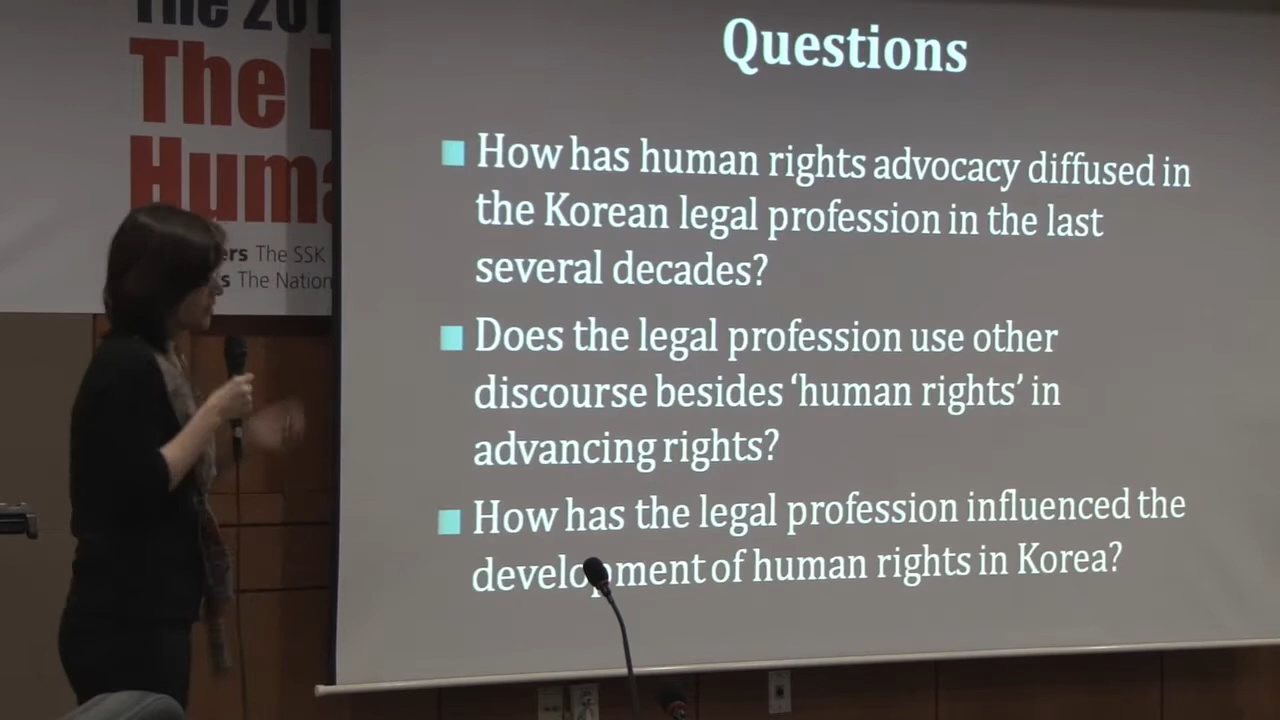 The 201
The
Huma
ers The SSK
s The Nation
Questions
How has human rights advocacy diffused in
the Korean legal profession in the last
several decades?
Does the legal profession use other
discourse besides ‘human rights’ in
advancing rights?
How has the legal profession influenced the
development of human rights in Korea?